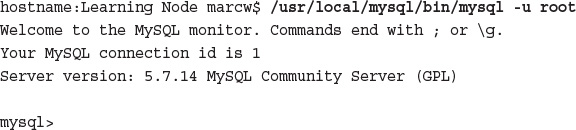 hostname:Learning Node marcw$ /usr/local/mysql/bin/mysql -u root
Welcome to the MySQL monitor. Commands end with ; or \g.
Your MySQL connection id is 1
Server version: 5.7.14 MySQL Community Server (GPL)
mysql>